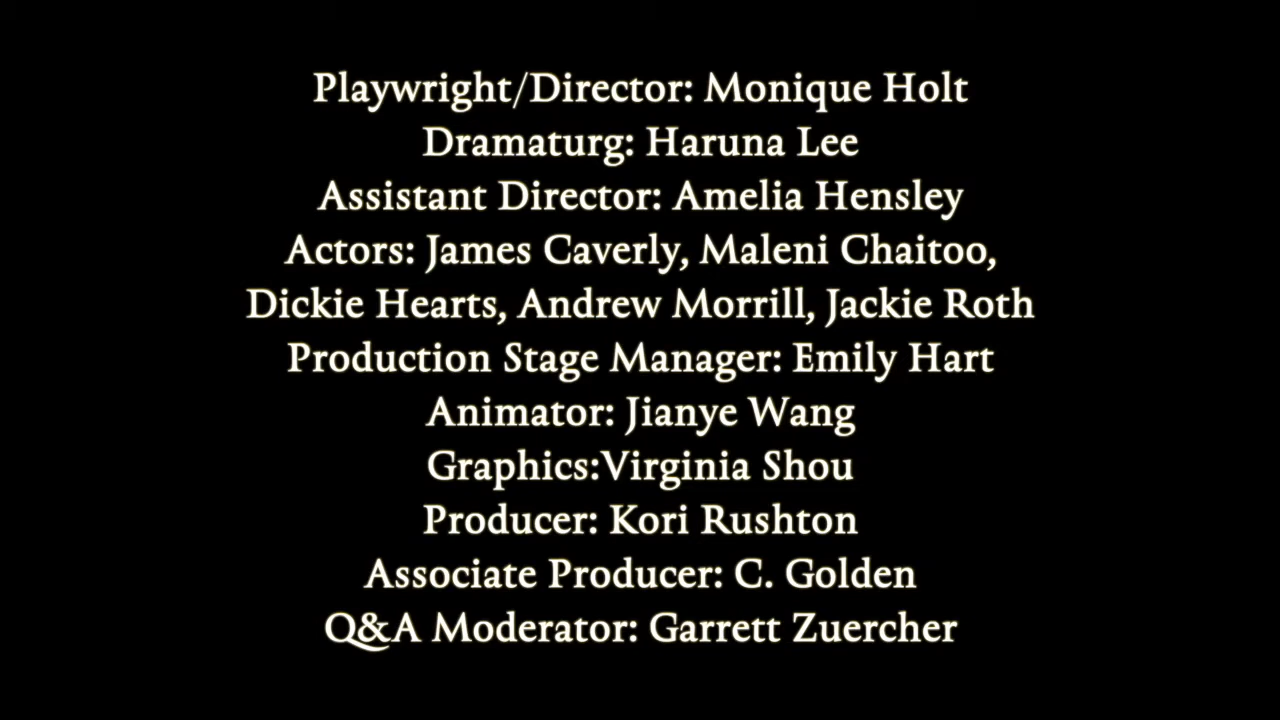 Playwright/Director: Monique Holt
Dramaturg: Haruna Lee
Assistant Director: Amelia Hensley
Actors: James Caverly, Maleni Chaitoo,
Dickie Hearts, Andrew Morrill, Jackie Roth
Production Stage Manager: Emily Hart
Animator: Jianye Wang
Graphics:Virginia Shou
Producer: Kori Rushton
Associate Producer: C. Golden
Q&A Moderator: Garrett Zuercher